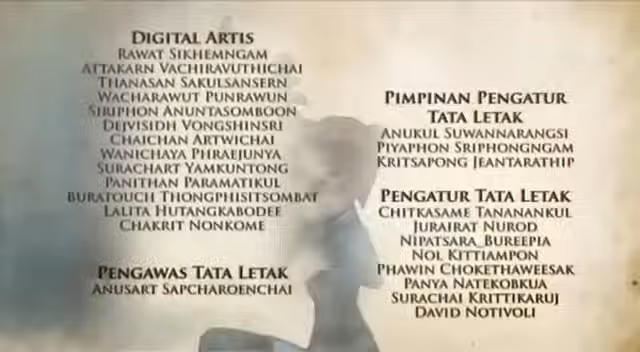 DIGITAL ARTIS
RAWAT SIKHEMNGAM
ATTAKARN VACHIRAVUTHICHAI
THANASAN SAKULSANSERN
WACHARAWUT PUNRAWUN
SIRIPHON ANUNTASOMBOON
DEJVISIDH VONGSHINSRI
CHAICHAN ARTWICHAI
WANICHAYA PHRAEJUNYA
SURACHART YAMKUNTONG
PANITHAN PARAMATIKUL
BURATOUCH THONGPHISITSOMBAT
LALITA HUTANGKABODEE
CHAKRIT NONKOME
PENGAWAS TATA LETAK
ANUSART SAPCHAROENCHAI
PIMPINAN PENGATUR
TATA LETAK
ANUKUL SUWANNARANGSI
PIYAPHON SRIPHONGNGAM
KRITSAPONG JEANTARATHIP
PENGATUR TATA LETAK
CHITKASAME TANANANKUL
JURAIRAT NUROD
NIPATSARA_BUREEPIA
NOL KITTIAMPON
PHAWIN CHOKETHAWEESAK
PANYA NATEKOBKUA
SURACHAI KRITTIKARUJ
DAVID NOTIVOLI